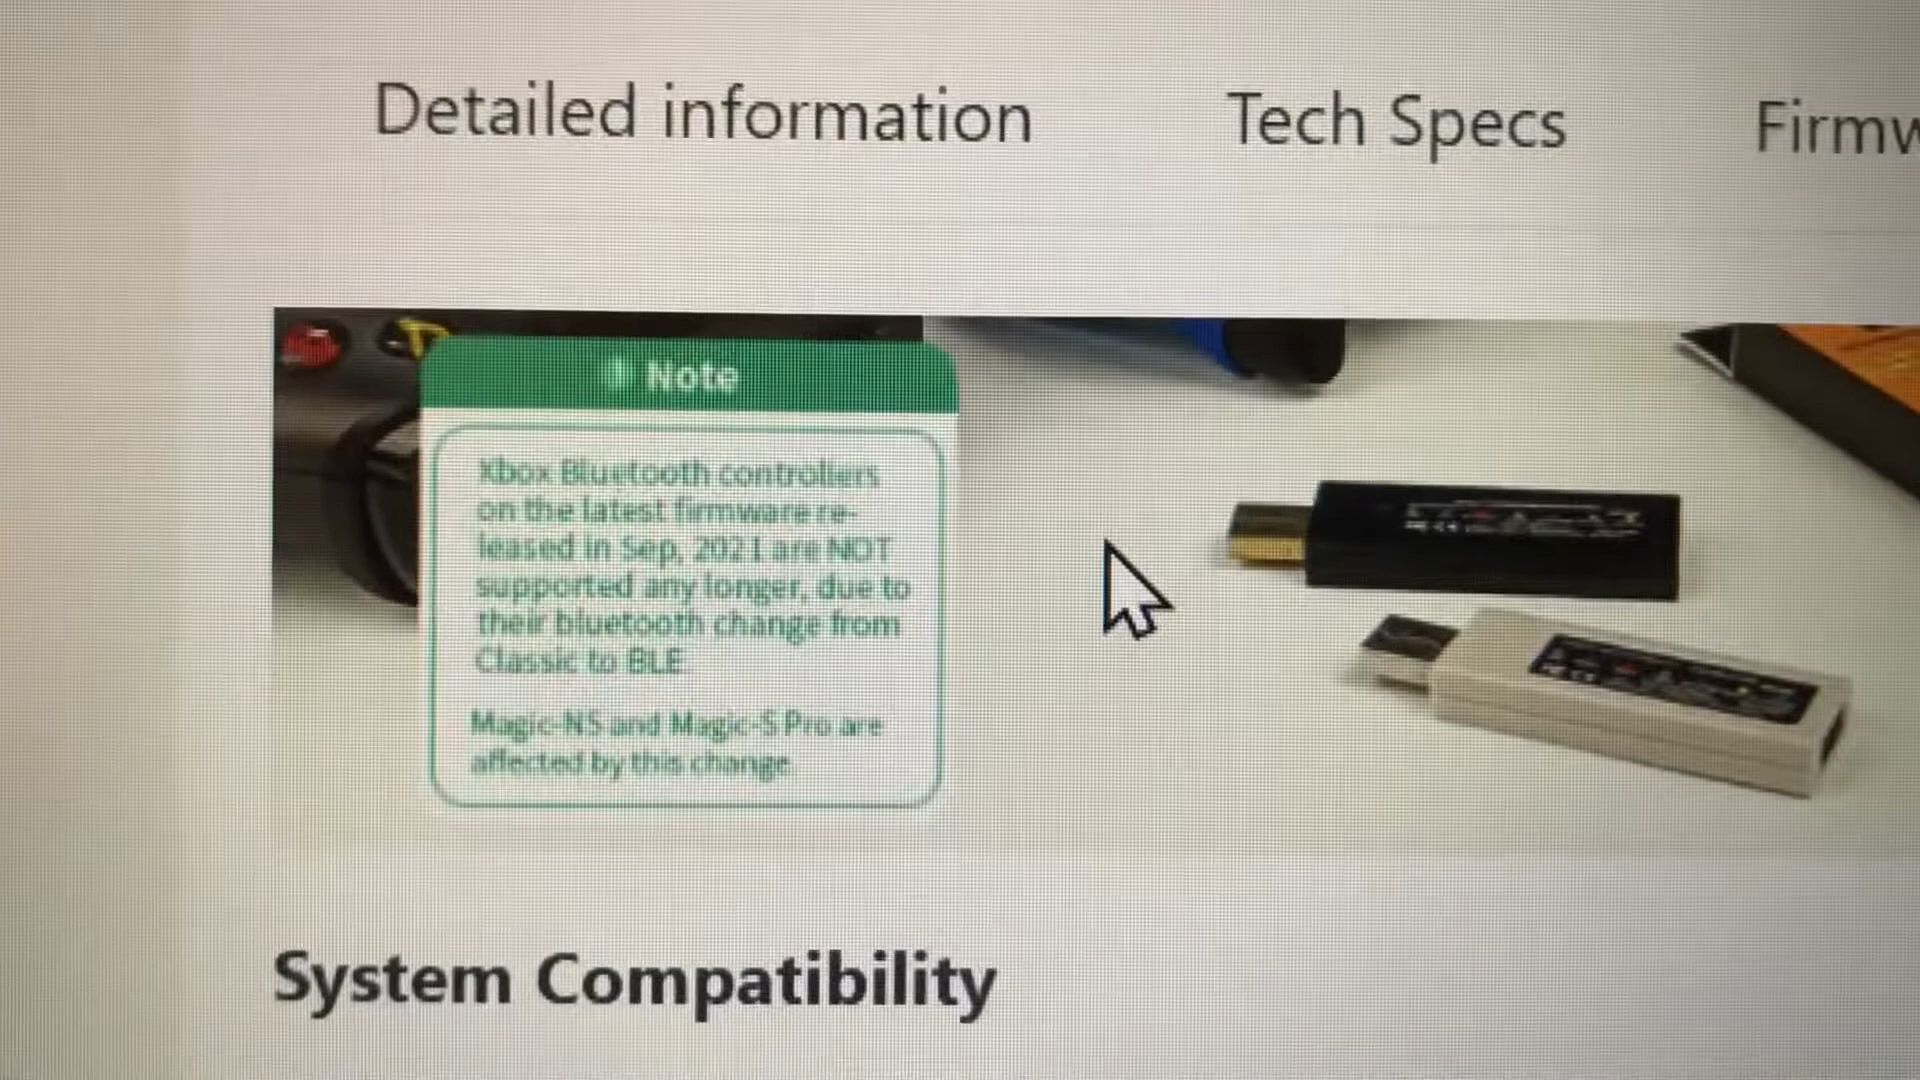 Detailed information
Tech Specs
Firmw
Note
Xbox Bluetooth controllers
on the latest firmware re-
leased in Sep, 2021 are NOT
supported any longer, due to
their bluetooth change from
Classic to BLE
Magic-NS and Magic-S Pro are
affected by this change
System Compatibility